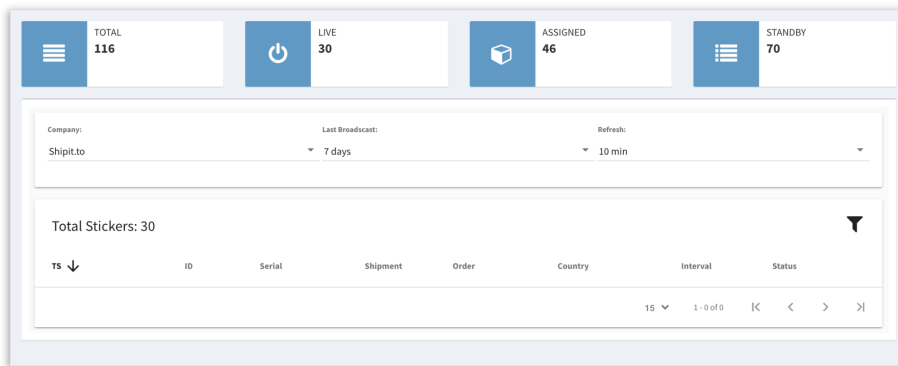 TOTAL
116
LIVE
30
ASSIGNED
46
STANDBY
70
Company:
Last Broadscast:
Refresh:
Shipit.to
7 days
10 min
Total Stickers: 30
TS ID Serial Shipment Order Country Interval Status
15 1 - 0 of 0